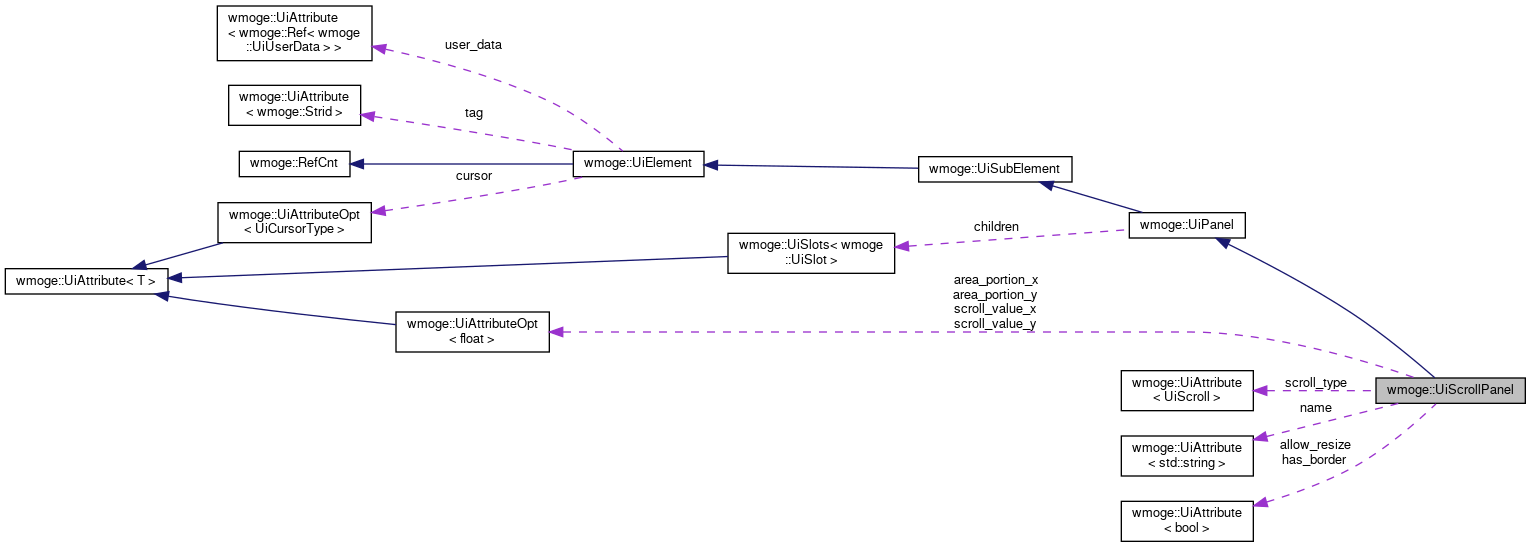 wmoge::UiAttribute
< wmoge::Ref< wmoge
::UiUserData > >
user_data
wmoge::UiAttribute
< wmoge::Strid >
tag
wmoge::RefCnt
wmoge::UiElement
wmoge::UiSubElement
cursor
wmoge::UiAttributeOpt
< UiCursorType >
wmoge::UiPanel
children
wmoge::UiSlots< wmoge
::UiSlot >
wmoge::UiAttribute< T >
area_portion_x
area_portion_y
scroll_value_x
scroll_value_y
wmoge::UiAttributeOpt
< float >
wmoge::UiAttribute
< UiScroll >
scroll_type
wmoge::UiScrollPanel
name
wmoge::UiAttribute
< std::string >
allow_resize
has_border
wmoge::UiAttribute
< bool >